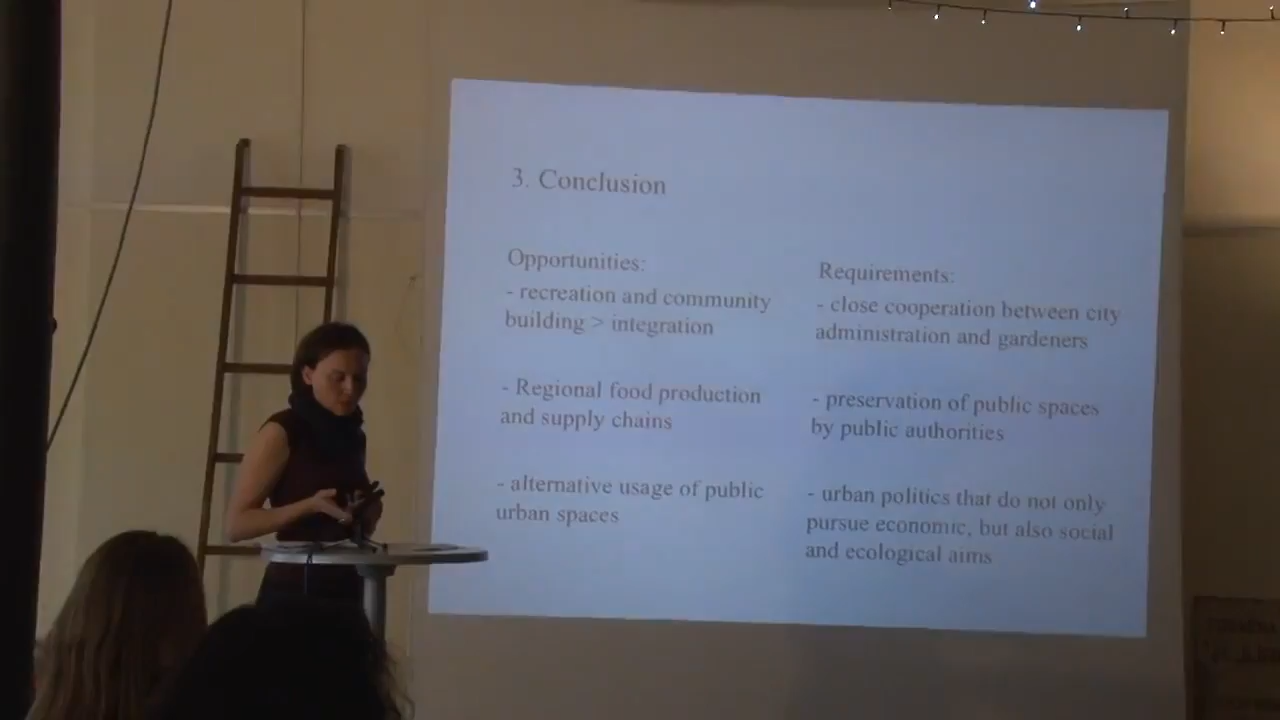 3. Conclusion
Opportunities:
- recreation and community
building > integration
- Regional food production
and supply chains
- alternative usage of public
urban spaces
Requirements:
- close cooperation between city
administration and gardeners
- preservation of public spaces
by public authorities
- urban politics that do not only
pursue economic, but also social
and ecological aims